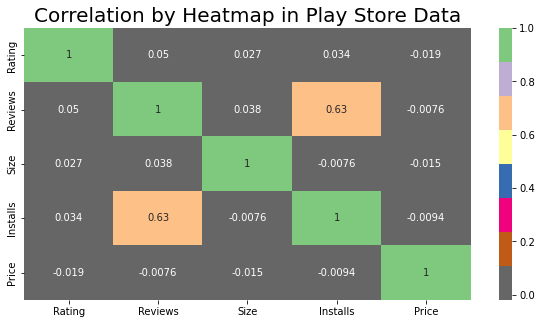 Correlation by Heatmap in Play Store Data
Rating 1 0.05 0.027 0.034 -0.019
Reviews 0.05 1 0.038 0.63 -0.0076
Size 0.027 0.038 1 -0.0076 -0.015
Installs 0.034 0.63 -0.0076 1 -0.0094
Price -0.019 -0.0076 -0.015 -0.0094 1
Rating Reviews Size Installs Price
1.0
0.8
0.6
0.4
0.2
0.0